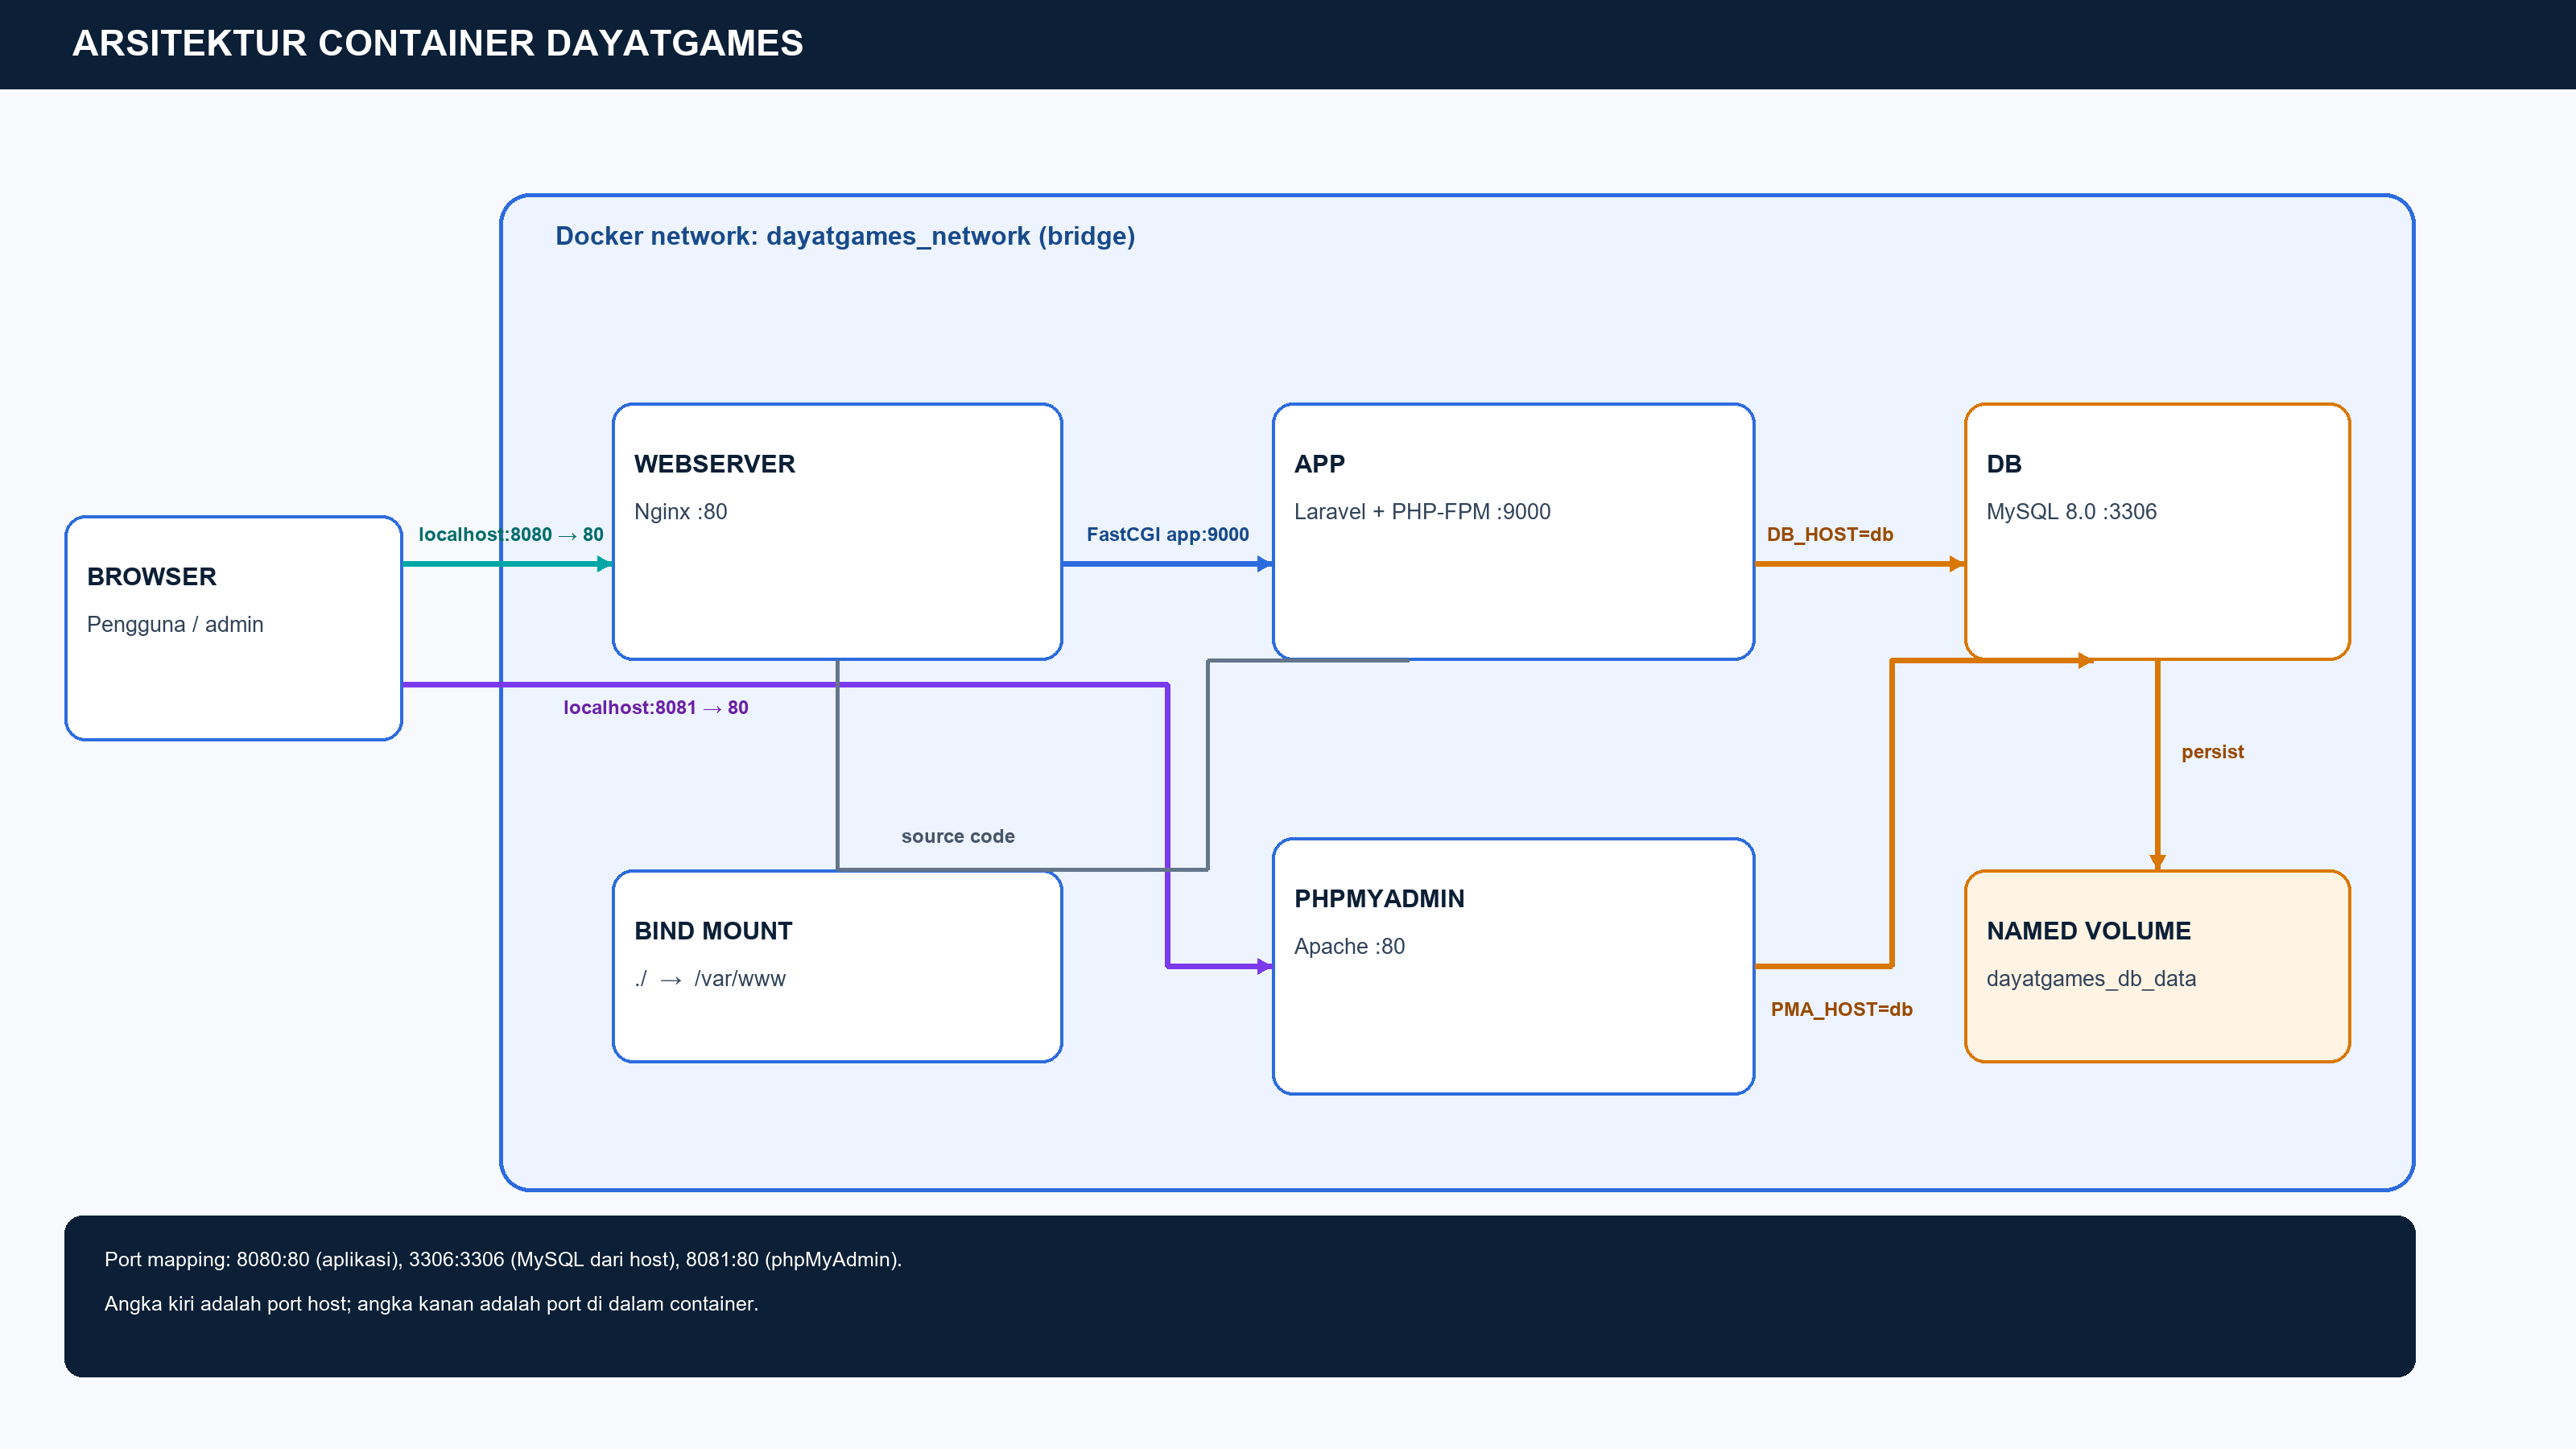 ARSITEKTUR CONTAINER DAYATGAMES
Docker network: dayatgames_network (bridge)
WEBSERVER
Nginx :80
APP
Laravel + PHP-FPM :9000
DB
MySQL 8.0 :3306
localhost:8080 → 80
FastCGI app:9000
DB_HOST=db
BROWSER
Pengguna / admin
localhost:8081 → 80
persist
source code
BIND MOUNT
./ → /var/www
PHPMYADMIN
Apache :80
NAMED VOLUME
dayatgames_db_data
PMA_HOST=db
Port mapping: 8080:80 (aplikasi), 3306:3306 (MySQL dari host), 8081:80 (phpMyAdmin).
Angka kiri adalah port host; angka kanan adalah port di dalam container.